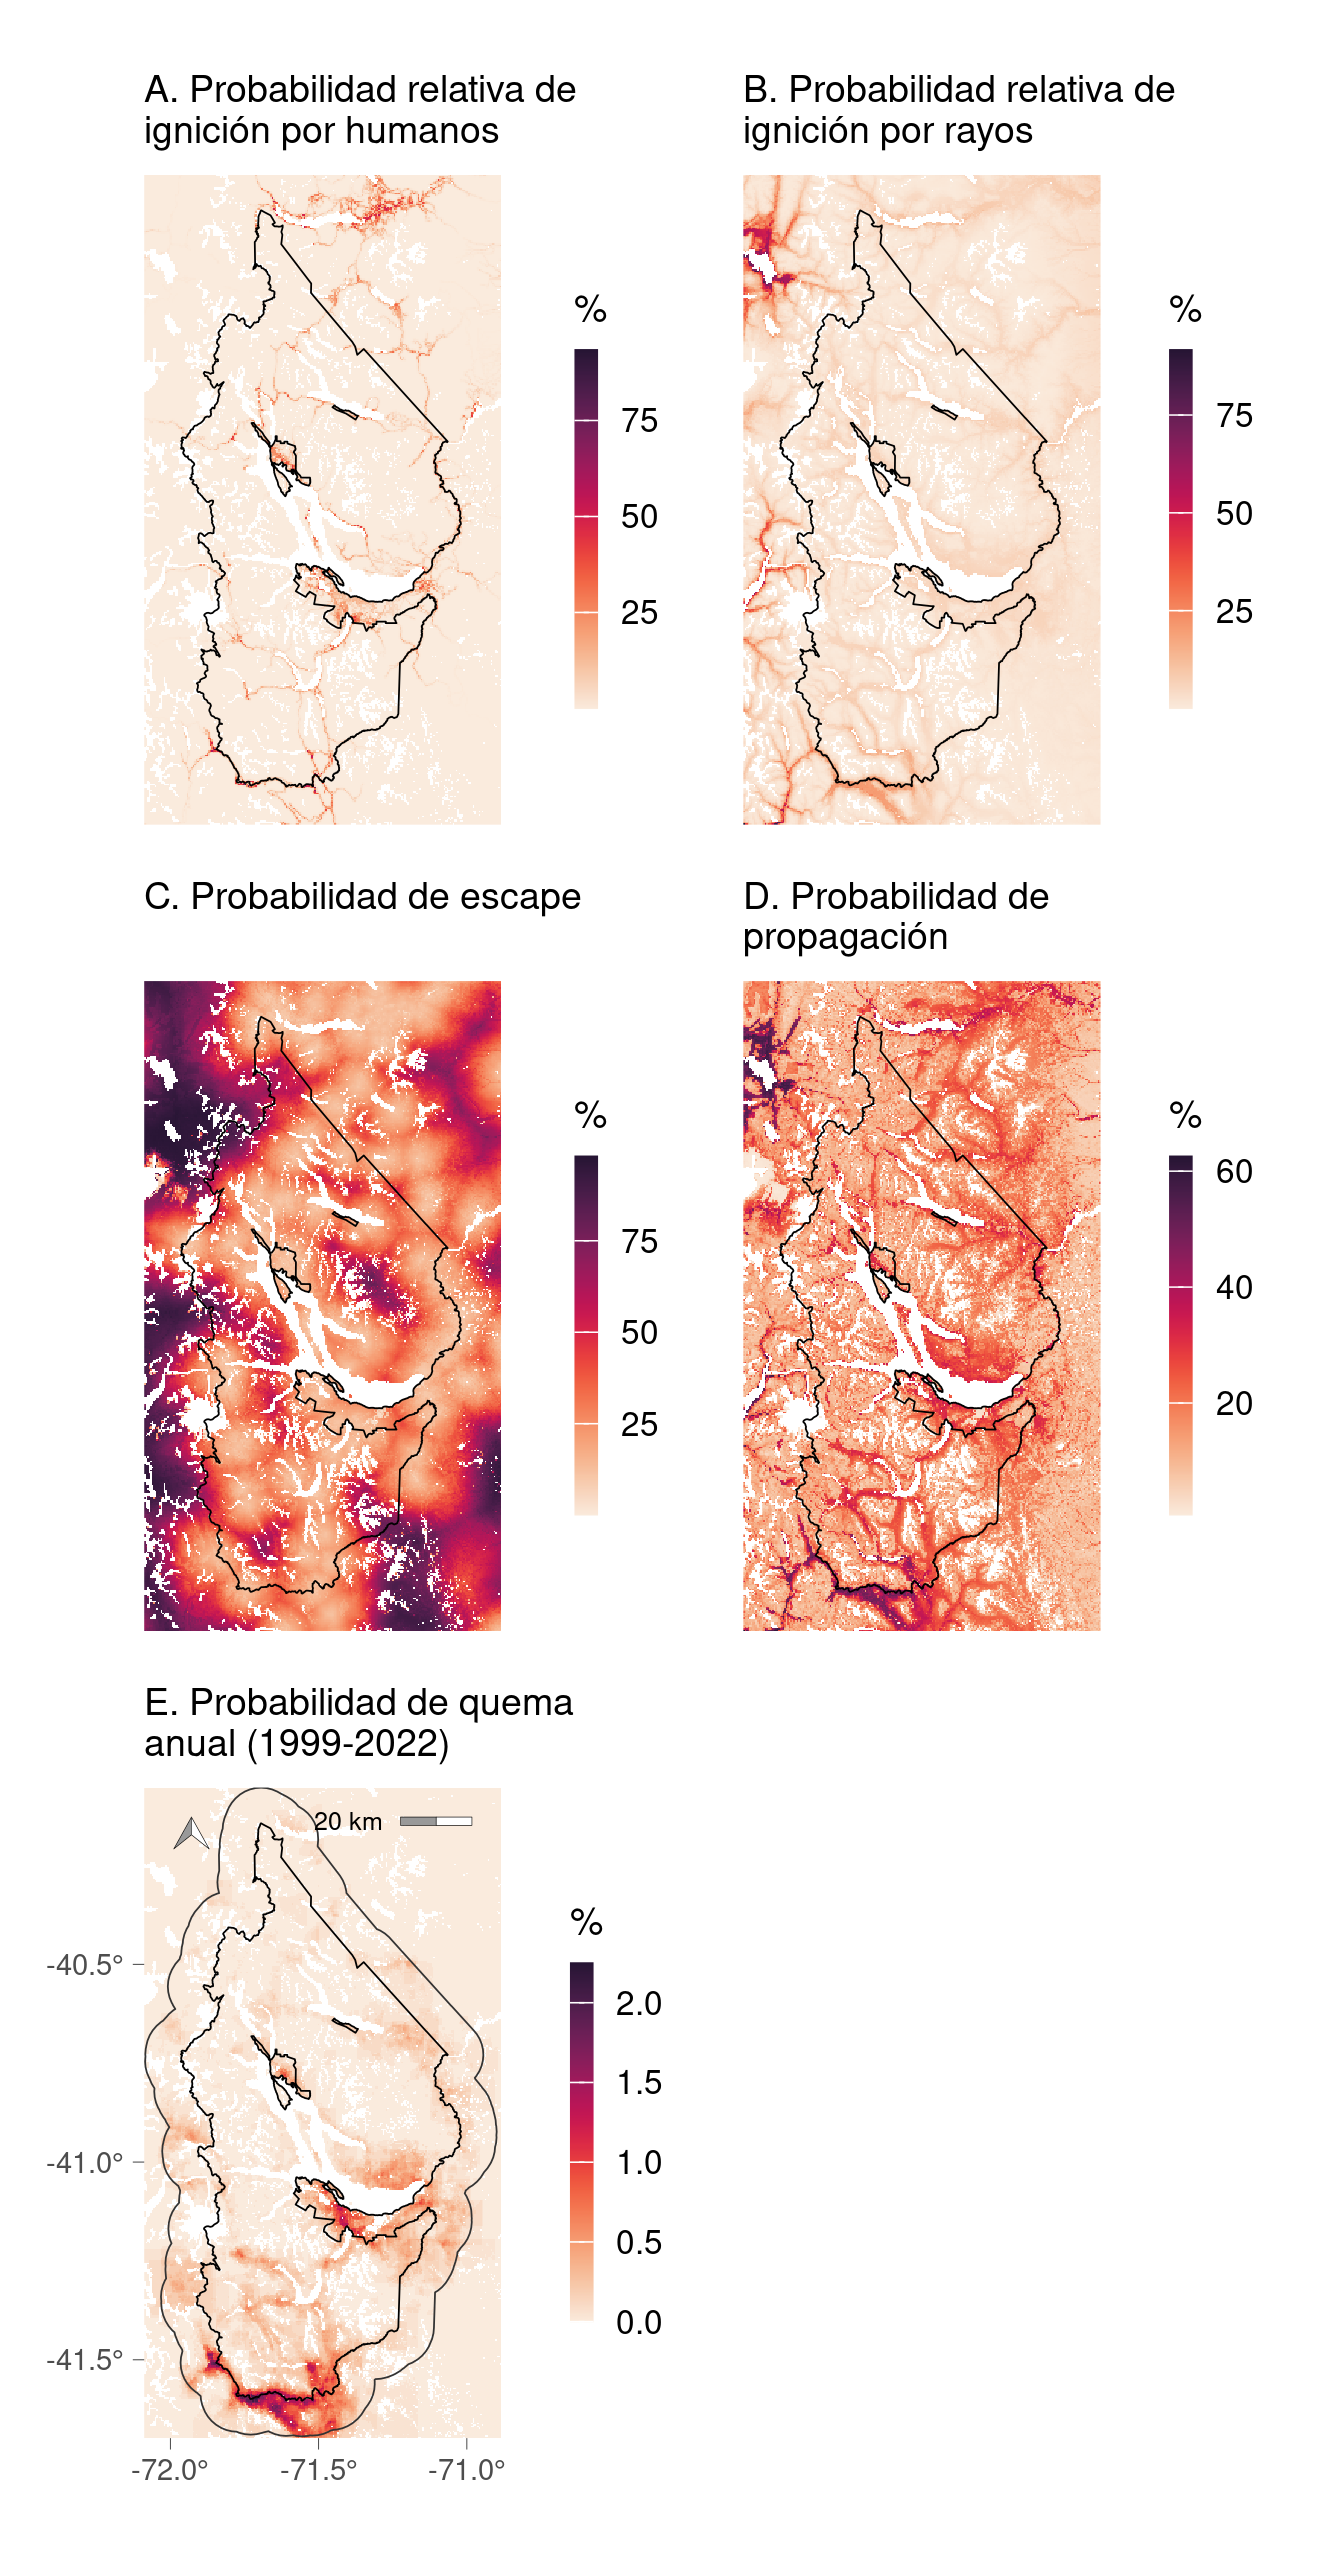 A. Probabilidad relativa de
ignición por humanos
%
75
50
25
B. Probabilidad relativa de
ignición por rayos
%
75
50
25
C. Probabilidad de escape
%
75
50
25
D. Probabilidad de
propagación
%
60
40
20
E. Probabilidad de quema
anual (1999-2022)
20 km
-40.5°
-41.0°
-41.5°
-72.0°
-71.5°
-71.0°
%
2.0
1.5
1.0
0.5
0.0